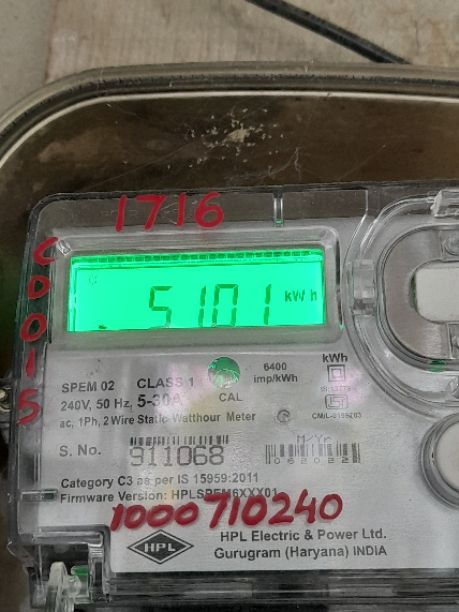 1716
CD015
5101 kWh
6400
imp/kWh
kWh
SPEM 02 CLASS 1
CAL
240V, 50 Hz, 5-30A
ac, 1Ph, 2 Wire Static Watthour Meter
M/Yr
S. No.
911068
Category C3 as per IS 15959:2011
Firmware Version: HPLSPEM6XXX01
1000710240
HPL
HPL Electric & Power Ltd.
Gurugram (Haryana) INDIA